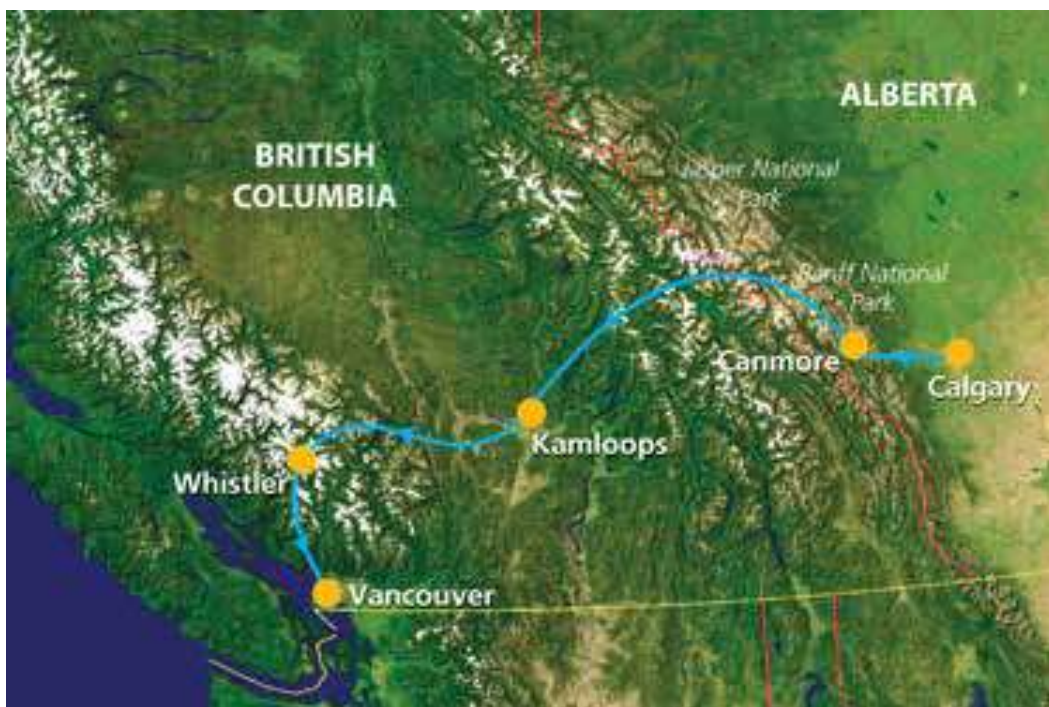 ALBERTA
BRITISH
COLUMBIA
Jasper National
Park
Banff National
Park
Canmore
Calgary
Kamloops
Whistler
Vancouver